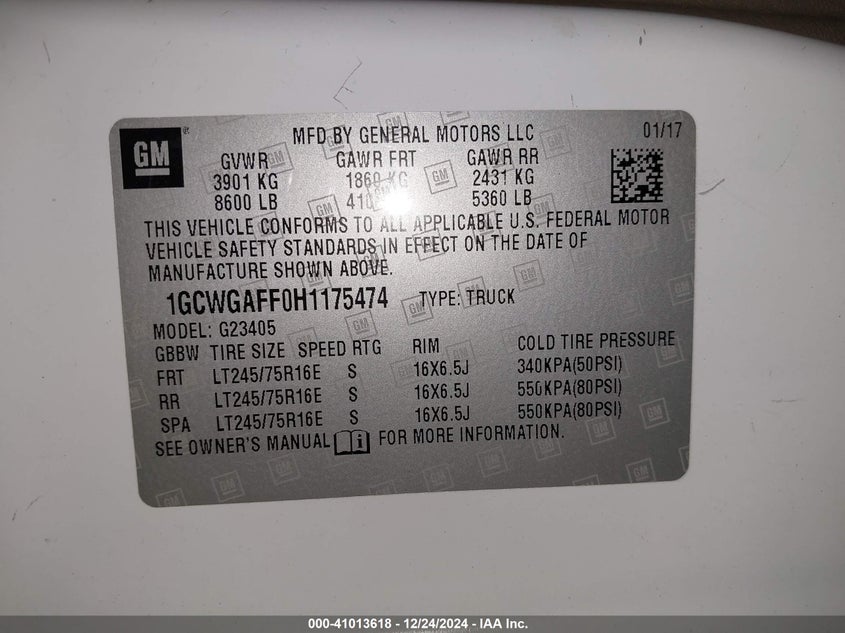 GM ® MFD BY GENERAL MOTORS LLC 01/17
GVWR GAWR FRT GAWR RR
3901 KG 1860 KG 2431 KG
8600 LB 5360 LB
THIS VEHICLE CONFORMS TO ALL APPLICABLE U.S. FEDERAL MOTOR
VEHICLE SAFETY STANDARDS IN EFFECT ON THE DATE OF
MANUFACTURE SHOWN ABOVE.
1GCWGAFF0H1175474 TYPE: TRUCK
MODEL: G23405
GBBW TIRE SIZE SPEED RTG RIM COLD TIRE PRESSURE
FRT LT245/75R16E S 16X6.5J 340KPA(50PSI)
RR LT245/75R16E S 16X6.5J 550KPA(80PSI)
SPA LT245/75R16E S 16X6.5J 550KPA(80PSI)
SEE OWNER'S MANUAL FOR MORE INFORMATION.
000-41013618 - 12/24/2024 - IAA Inc.